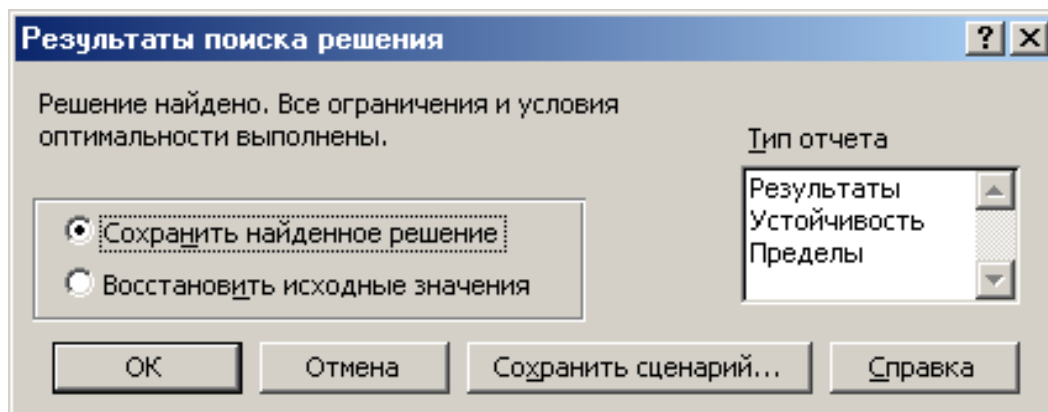 Результаты поиска решения
Решение найдено. Все ограничения и условия
оптимальности выполнены.
Тип отчета
Результаты
Устойчивость
Пределы
Сохранить найденное решение
Восстановить исходные значения
ОК
Отмена
Сохранить сценарий...
Справка